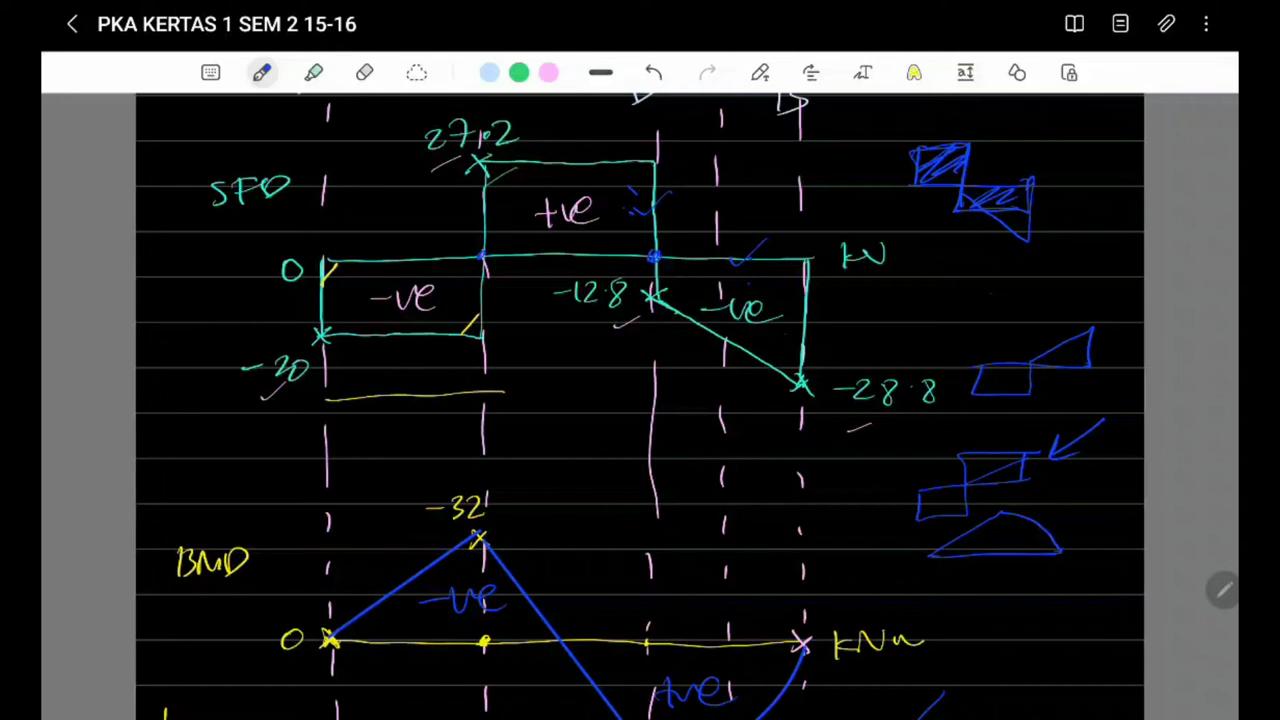 PKA KERTAS 1 SEM 2 15-16
27.2
SFD
+ve
0
kN
-ve
-12.8
-ve
-20
-28.8
-32
BMD
-ve
0
kNm
+ve